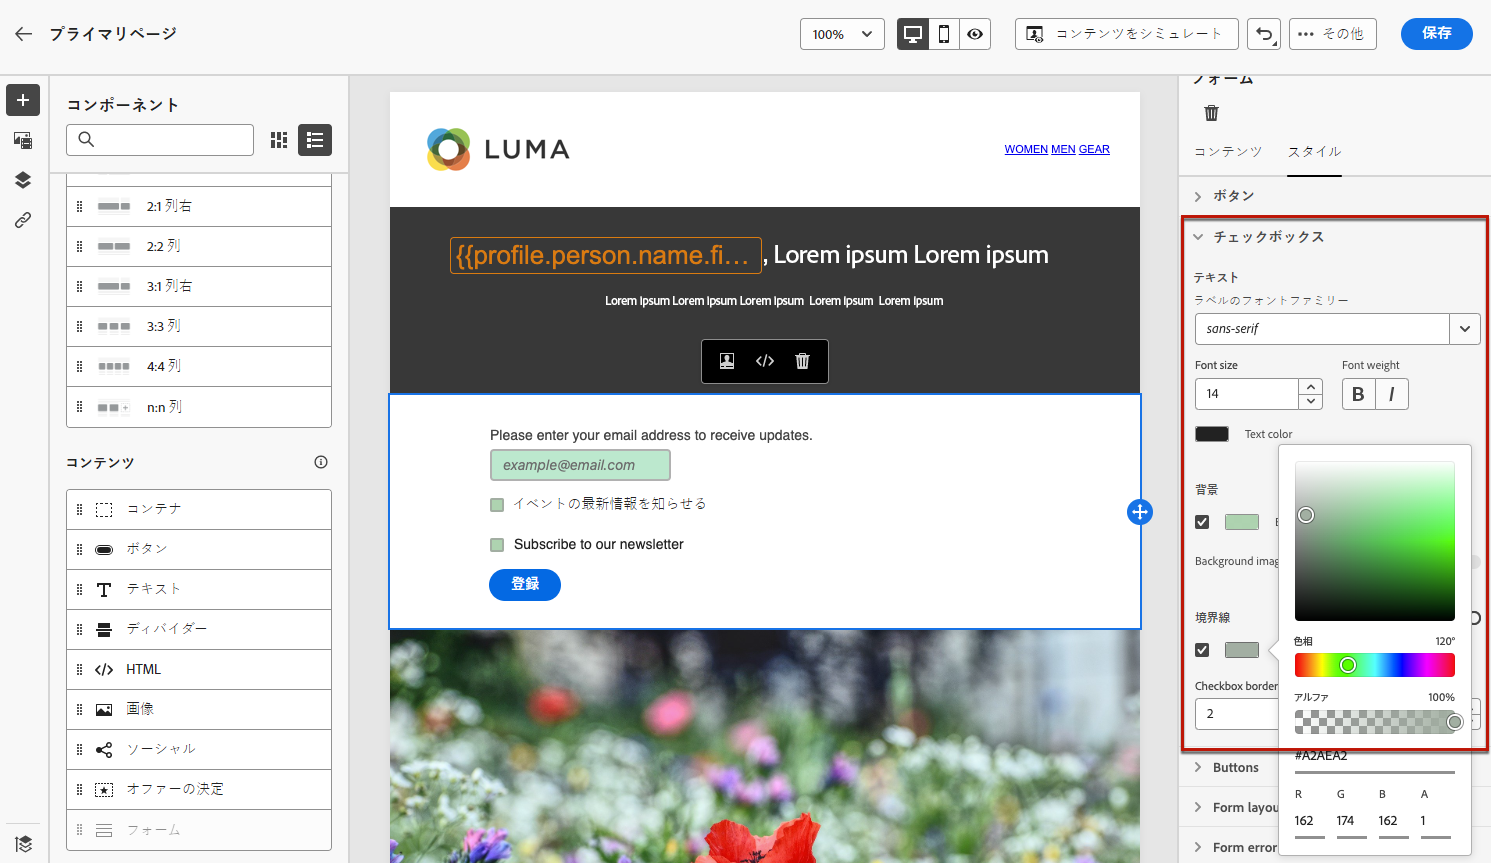 プライマリページ
100%
コンテンツをシミュレート
その他
保存
コンポーネント
2:1 列右
2:2 列
3:1 列右
3:3 列
4:4 列
n:n 列
コンテンツ
コンテナ
ボタン
テキスト
ディバイダー
HTML
画像
ソーシャル
オファーの決定
フォーム
LUMA
WOMEN MEN GEAR
{{profile.person.name.fi... , Lorem ipsum Lorem ipsum
Lorem Ipsum Lorem Ipsum Lorem Ipsum Lorem Ipsum Lorem Ipsum
Please enter your email address to receive updates.
example@email.com
イベントの最新情報を知らせる
Subscribe to our newsletter
登録
フォーム
コンテンツ スタイル
ボタン
チェックボックス
テキスト
ラベルのフォントファミリー
sans-serif
Font size Font weight
14 B I
Text color
背景
Background imag
境界線
色相 120°
Checkbox border
アルファ 100%
2
#A2AEA2
Buttons
R G B A
Form layou
162 174 162 1
Form error